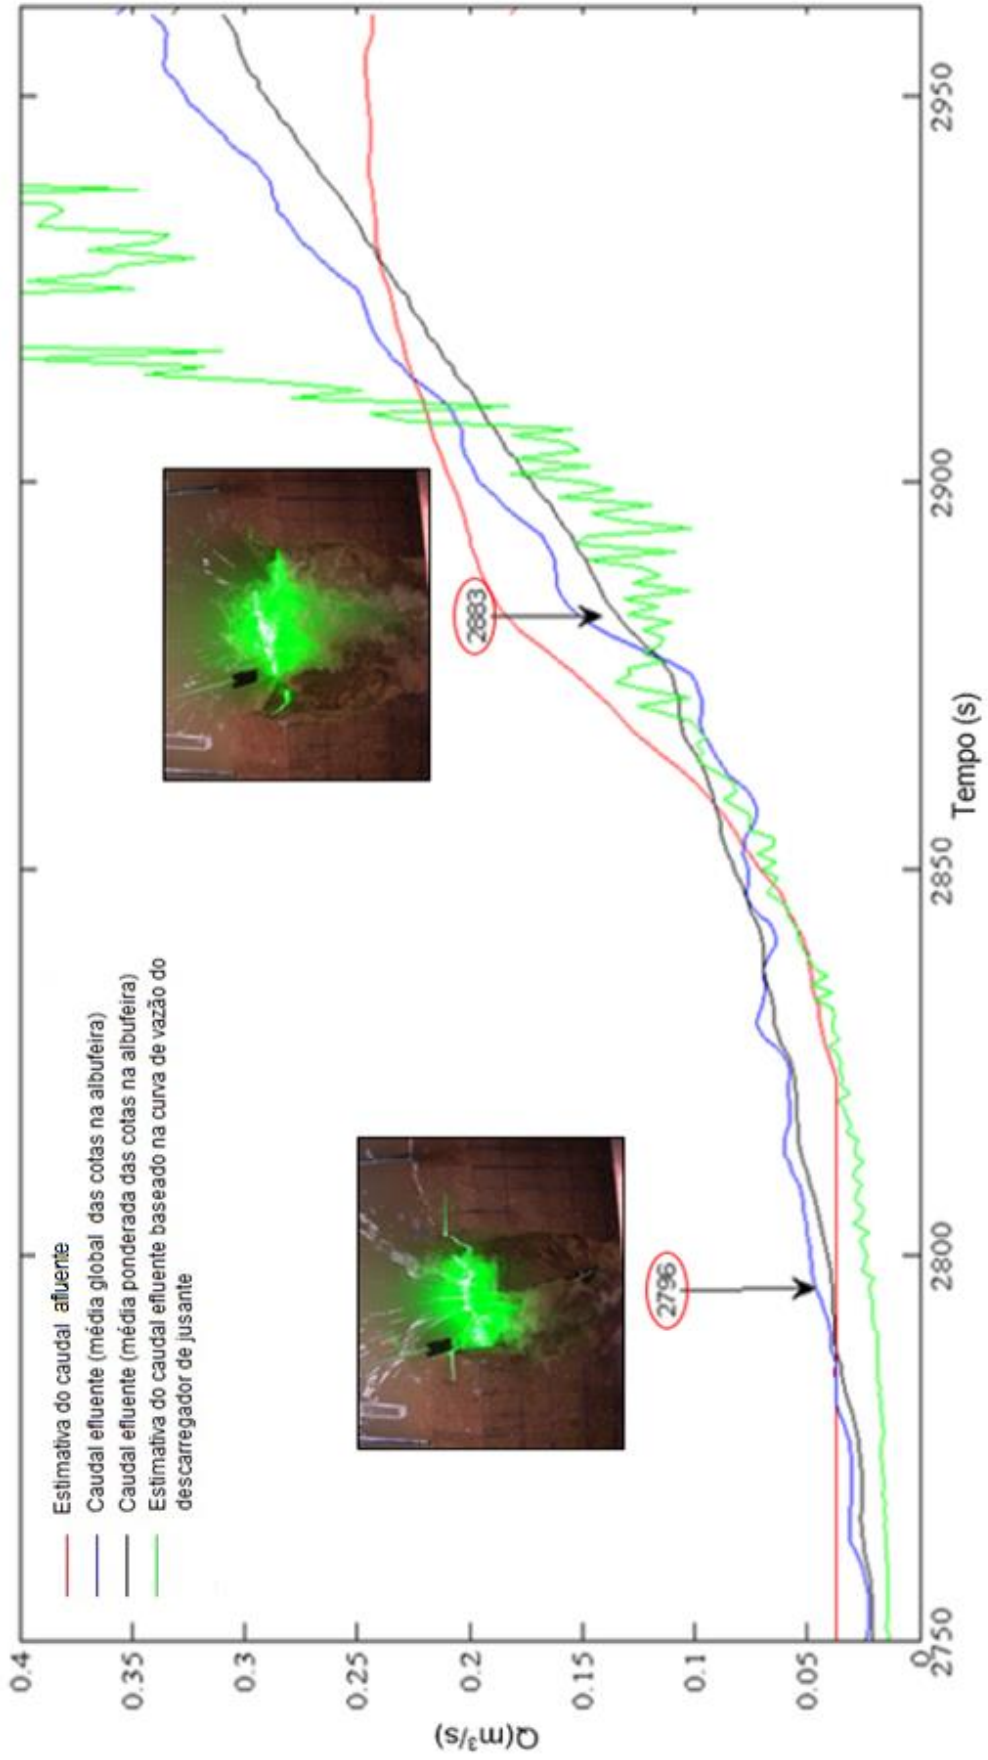 Estimativa do caudal afluente
Caudal efluente (média global das cotas na albufeira)
Caudal efluente (média ponderada das cotas na albufeira)
Estimativa do caudal efluente baseado na curva de vazão do
descarregador de jusante
2796
2883
Q(m³/s)
0.4
0.35
0.3
0.25
0.2
0.15
0.1
0.05
0
2750
2800
2850
2900
2950
Tempo (s)